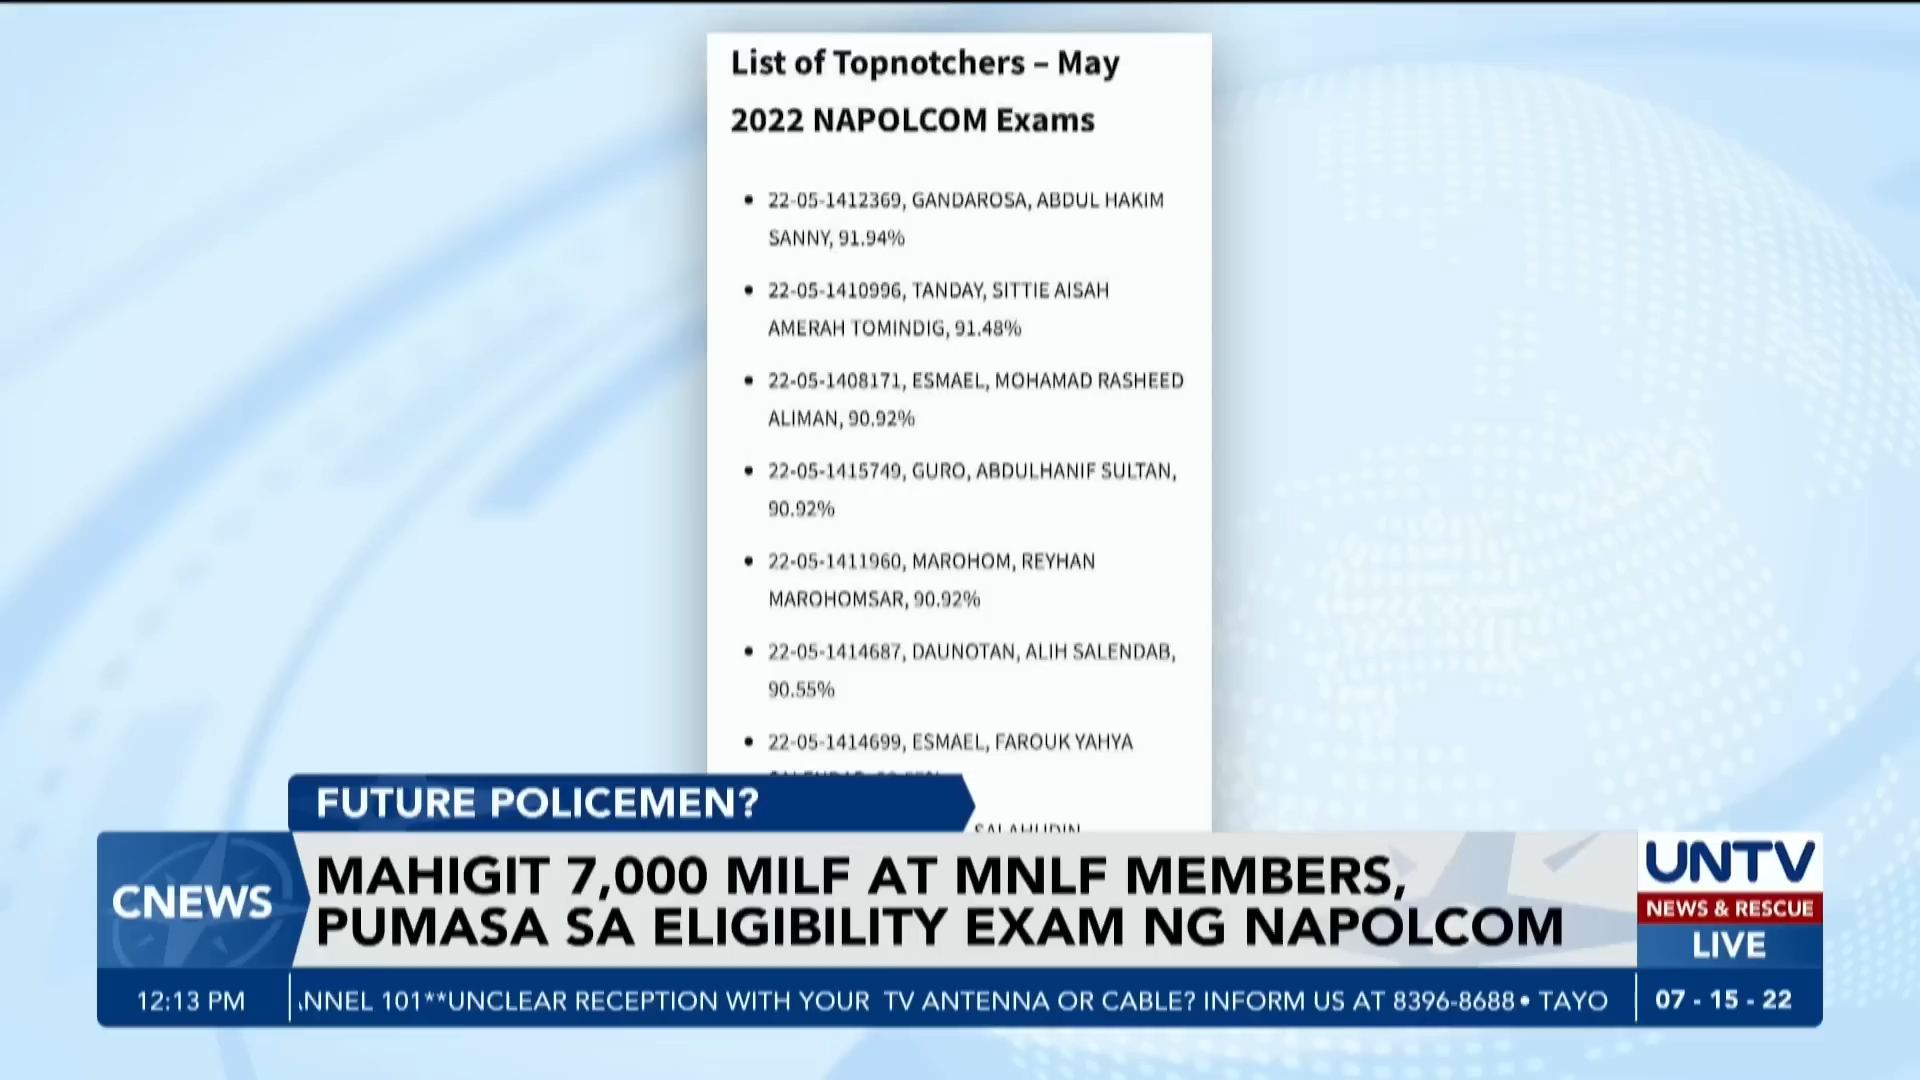 List of Topnotchers – May
2022 NAPOLCOM Exams
• 22-05-1412369, GANDAROSA, ABDUL HAKIM
SANNY, 91.94%
• 22-05-1410996, TANDAY, SITTIE AISAH
AMERAH TOMINDIG, 91.48%
• 22-05-1408171, ESMAEL, MOHAMAD RASHEED
ALIMAN, 90.92%
• 22-05-1415749, GURO, ABDULHANIF SULTAN,
90.92%
• 22-05-1411960, MAROHOM, REYHAN
MAROHOMSAR, 90.92%
• 22-05-1414687, DAUNOTAN, ALIH SALENDAB,
90.55%
• 22-05-1414699, ESMAEL, FAROUK YAHYA
SALAHUDIN
FUTURE POLICEMEN?
CNEWS
MAHIGIT 7,000 MILF AT MNLF MEMBERS,
PUMASA SA ELIGIBILITY EXAM NG NAPOLCOM
UNTV
NEWS & RESCUE
LIVE
12:13 PM
NNEL 101**UNCLEAR RECEPTION WITH YOUR TV ANTENNA OR CABLE? INFORM US AT 8396-8688 • TAYO
07 - 15 - 22